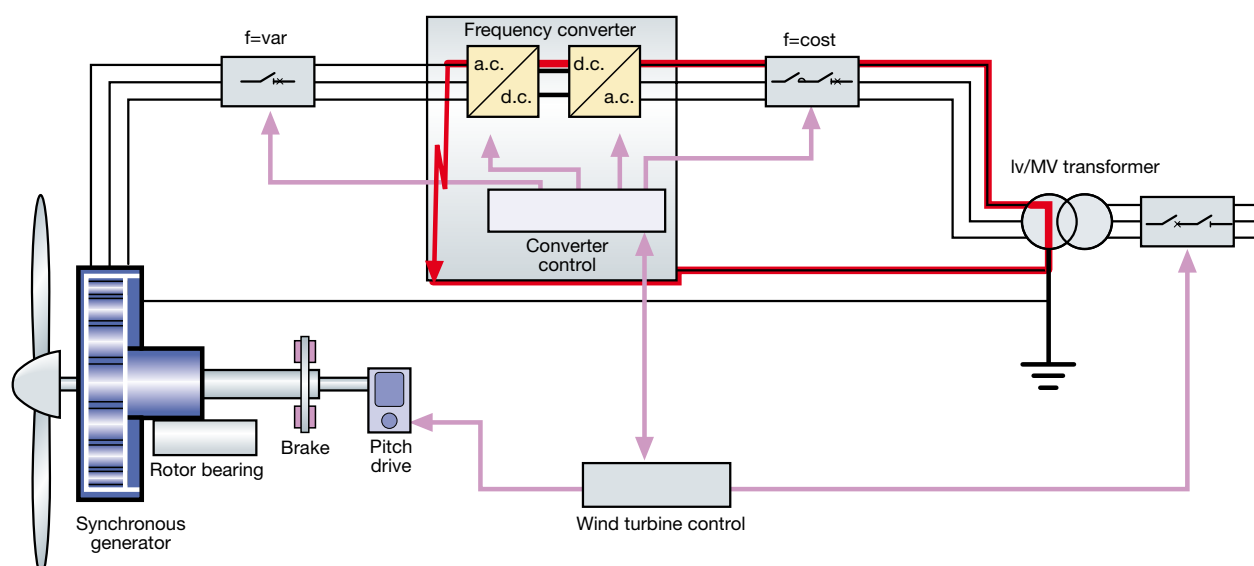 Frequency converter
f=var
f=cost
a.c.
d.c.
d.c.
a.c.
lv/MV transformer
Converter
control
Brake
Pitch
drive
Rotor bearing
Synchronous
generator
Wind turbine control